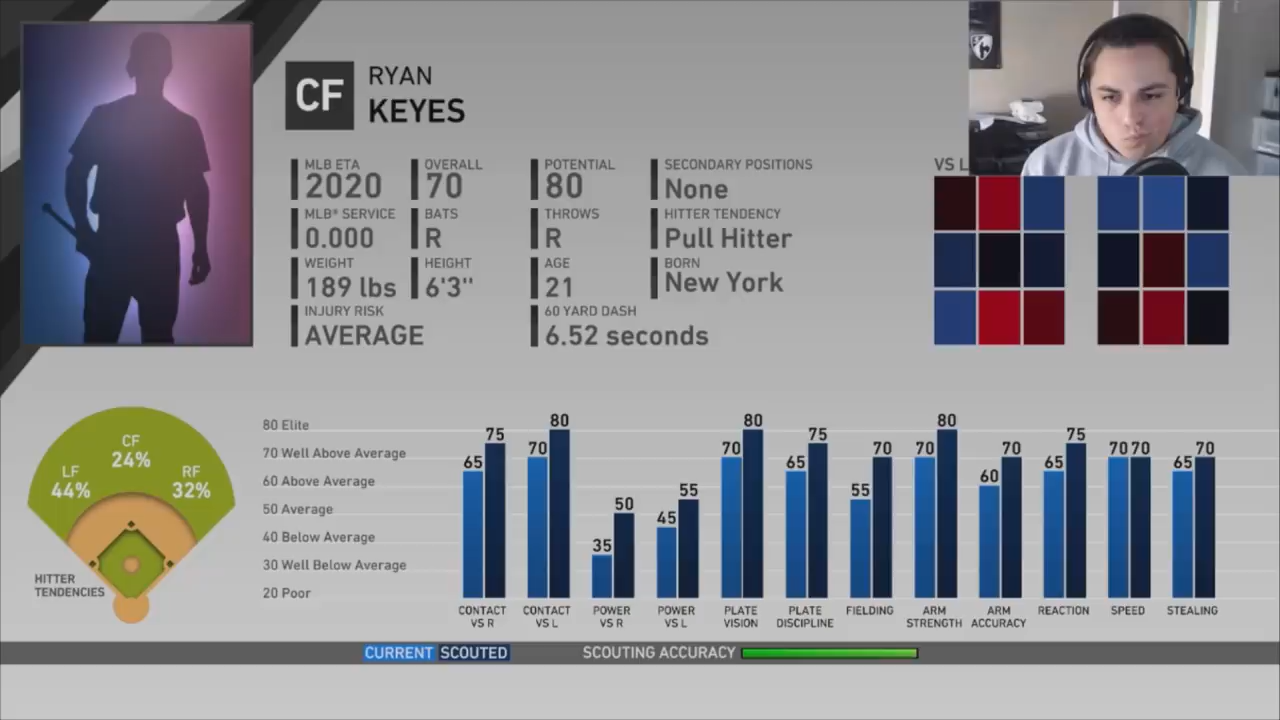 CF
RYAN
KEYES
MLB ETA
2020
OVERALL
70
POTENTIAL
80
SECONDARY POSITIONS
None
MLB® SERVICE
0.000
BATS
R
THROWS
R
HITTER TENDENCY
Pull Hitter
WEIGHT
189 lbs
HEIGHT
6'3"
AGE
21
BORN
New York
INJURY RISK
AVERAGE
60 YARD DASH
6.52 seconds
VS L
CF
24%
LF
44%
RF
32%
HITTER
TENDENCIES
80 Elite
70 Well Above Average
60 Above Average
50 Average
40 Below Average
30 Well Below Average
20 Poor
65 75
70 80
35 50
45 55
70 80
65 75
55 70
70 80
60 70
65 75
70 70
65 70
CONTACT
VS R
CONTACT
VS L
POWER
VS R
POWER
VS L
PLATE
VISION
PLATE
DISCIPLINE
FIELDING
ARM
STRENGTH
ARM
ACCURACY
REACTION
SPEED
STEALING
CURRENT SCOUTED
SCOUTING ACCURACY